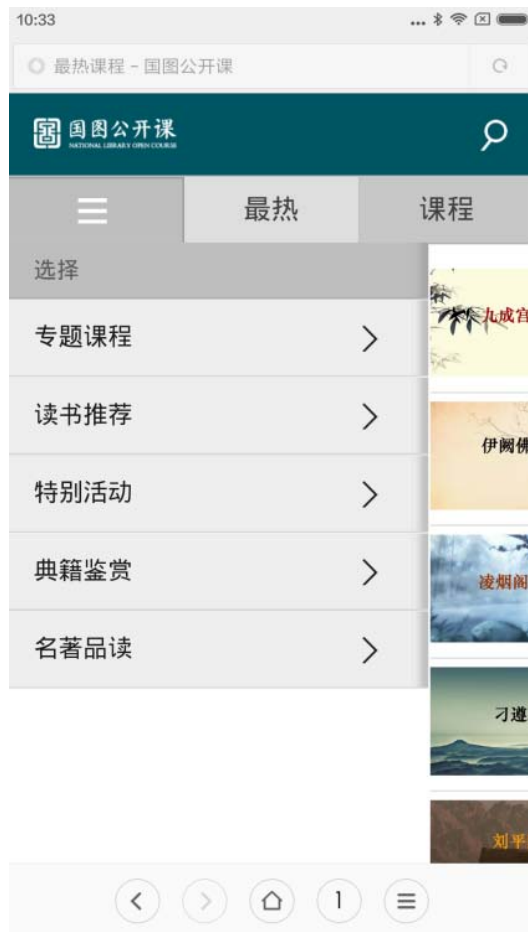 10:33
最热课程 – 国图公开课
国图公开课
NATIONAL LIBRARY OPEN COURSE
最热
课程
选择
专题课程
读书推荐
特别活动
典籍鉴赏
名著品读
九成宫
伊阙佛
凌烟阁
刁遵
刘平
1